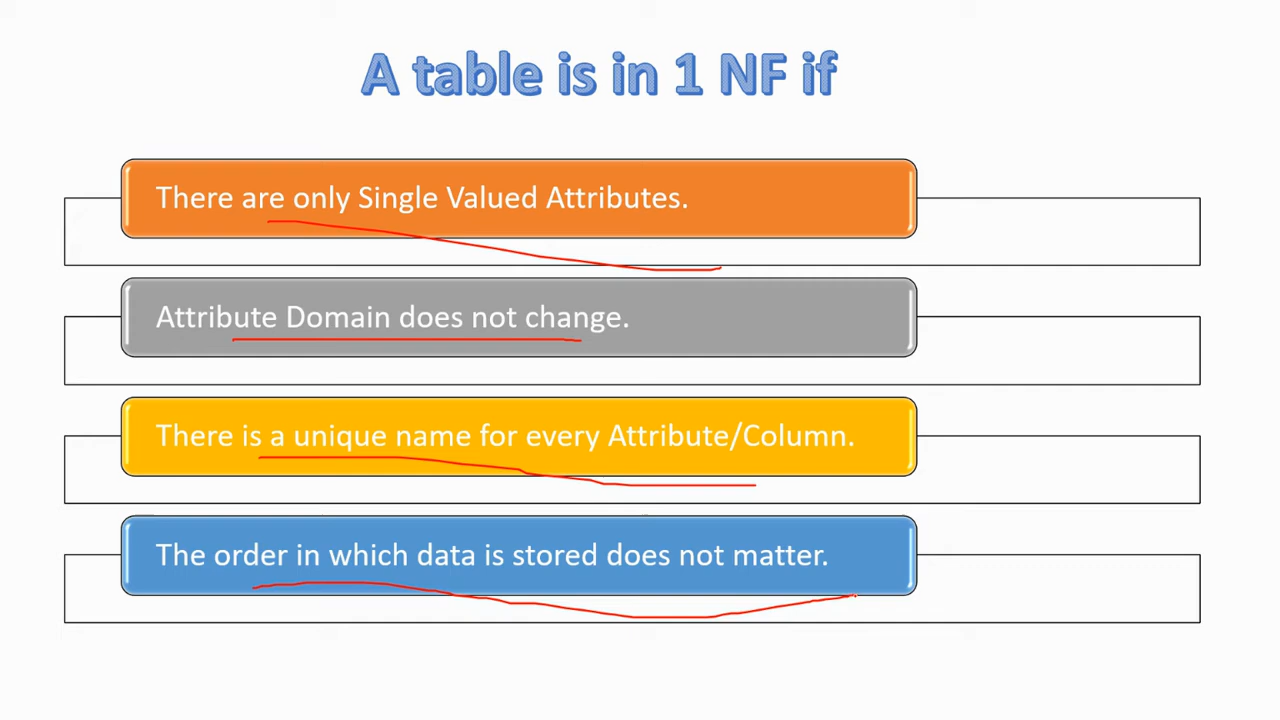 A table is in 1 NF if
There are only Single Valued Attributes.
Attribute Domain does not change.
There is a unique name for every Attribute/Column.
The order in which data is stored does not matter.